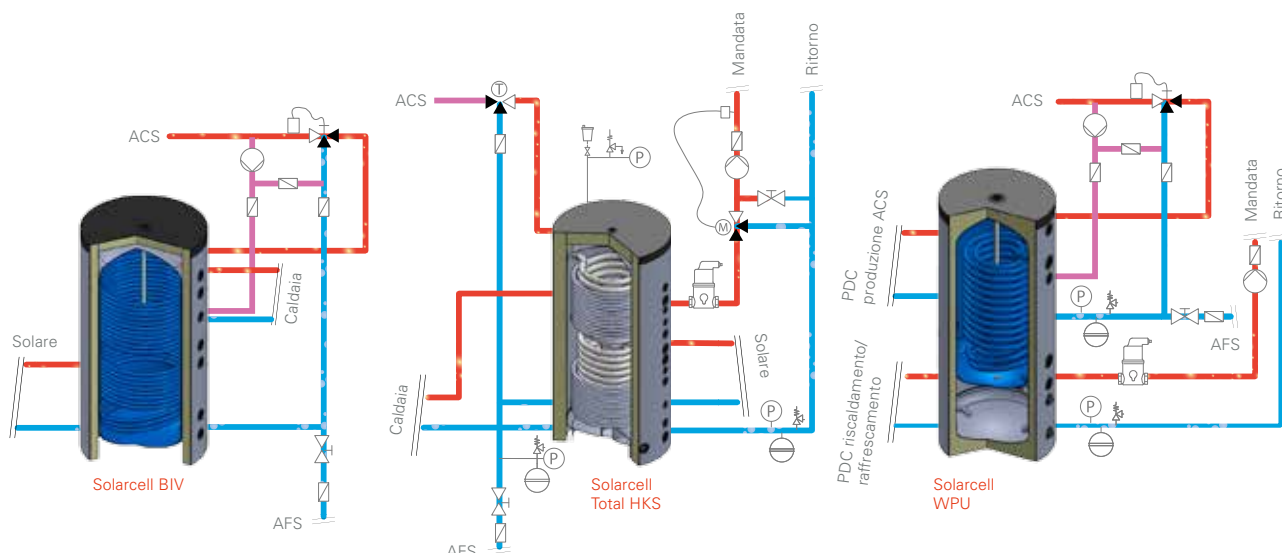 ACS
Caldaia
Solare
Solarcell BIV
AFS
ACS
T
Mandata
Ritorno
P
M
Solare
Caldaia
P
P
Solarcell
Total HKS
AFS
ACS
Mandata
Ritorno
PDC
produzione ACS
P
AFS
PDC riscaldamento/
raffrescamento
P
Solarcell
WPU